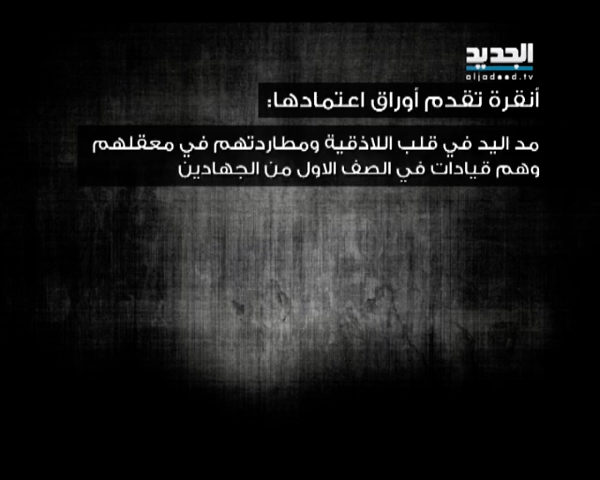 الجديد
aljadeed.tv
أنقرة تقدم أوراق اعتمادها:
مد اليد في قلب اللاذقية ومطاردتهم في معقلهم
وهم قيادات في الصف الاول من الجهادين